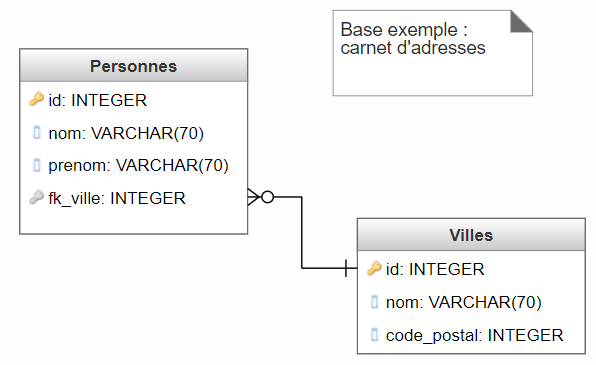 Base exemple :
carnet d'adresses
Personnes
id: INTEGER
nom: VARCHAR(70)
prenom: VARCHAR(70)
fk_ville: INTEGER
Villes
id: INTEGER
nom: VARCHAR(70)
code_postal: INTEGER